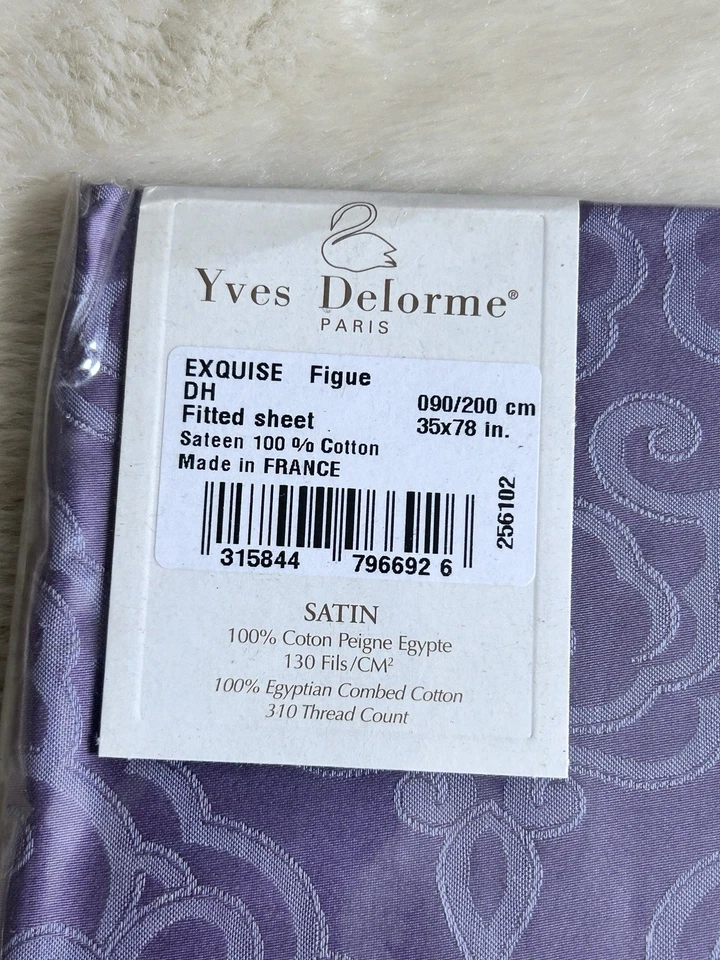 Yves Delorme®
PARIS
EXQUISE Figue
DH
090/200 cm
Fitted sheet
35x78 in.
Sateen 100 % Cotton
Made in FRANCE
256102
315844 796692 6
SATIN
100% Coton Peigne Egypte
130 Fils/CM²
100% Egyptian Combed Cotton
310 Thread Count